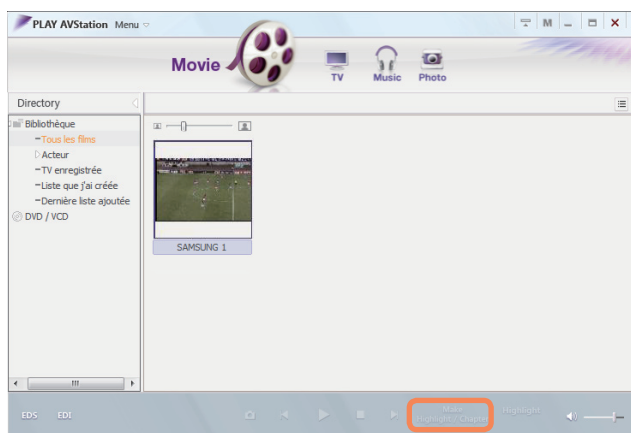 PLAY AVStation Menu
M
Movie
TV Music Photo
Directory
Bibliothèque
Tous les films
Acteur
TV enregistrée
Liste que j'ai créée
Dernière liste ajoutée
DVD / VCD
SAMSUNG 1
EDS EDI
Make
Highlight / Chapter
Highlight